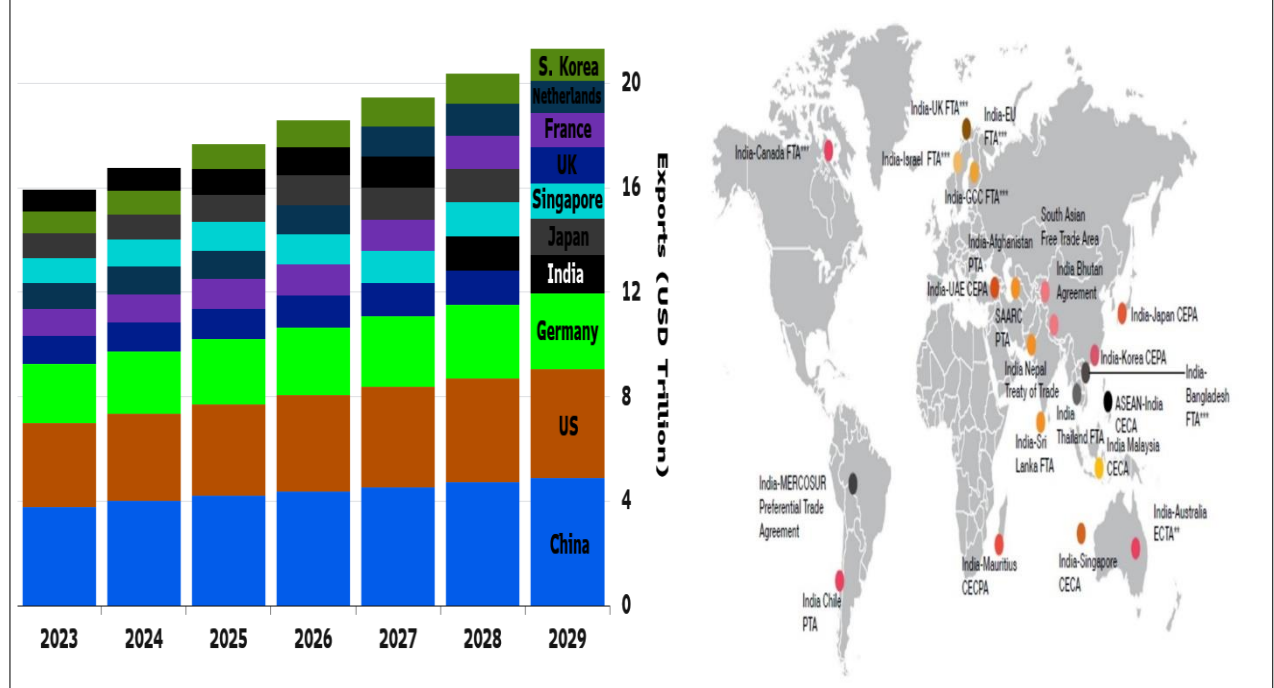 S. Korea
Netherlands
France
UK
Singapore
Japan
India
Germany
US
China
20
16
12
8
4
0
Exports (USD Trition)
2023
2024
2025
2026
2027
2028
2029
India-UK FTA***
India-EU
FTA***
India-Canada FTA***
India-Israel FTA***
India-GCC FTA***
South Asian
Free Trade Area
India-Afghanistan
PTA
India Bhutan
Agreement
India-UAE CEPA
SAARC
PTA
India-Japan CEPA
India-Korea CEPA
India Nepal
Treaty of Trade
India-
Bangladesh
FTA***
ASEAN-India
CECA
India
Thailand FTA
India-Sri
Lanka FTA
India Malaysia
CECA
India-MERCOSUR
Preferential Trade
Agreement
India-Australia
ECTA**
India-Mauritius
CECPA
India-Singapore
CECA
India Chile
PTA